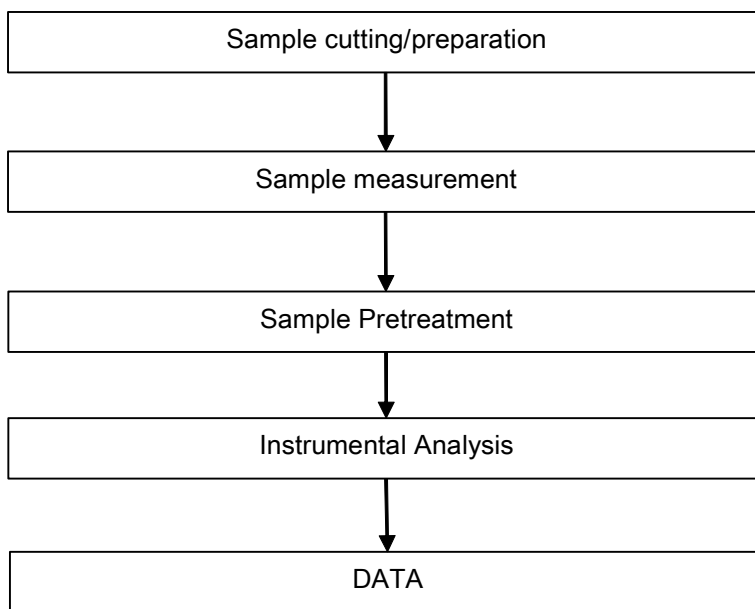 Sample cutting/preparation
Sample measurement
Sample Pretreatment
Instrumental Analysis
DATA